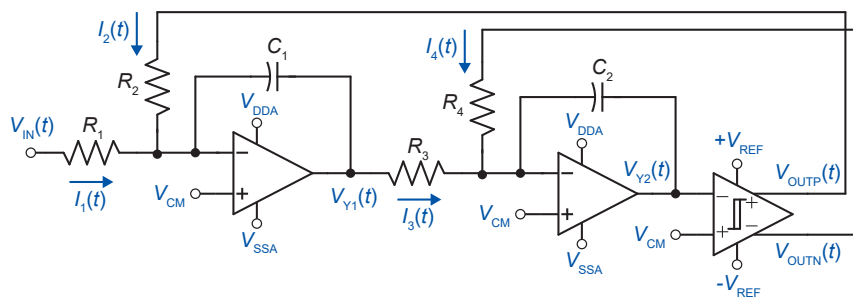 I2(t)
C1
I4(t)
R2
C2
VDDA
R4
VDDA
VIN(t)
R1
R3
+VREF
VY2(t)
VOUTP(t)
−
−
− +
I1(t)
VCM
+
VY1(t)
I3(t)
VCM
+
VCM
+ −
VSSA
VSSA
VOUTN(t)
-VREF